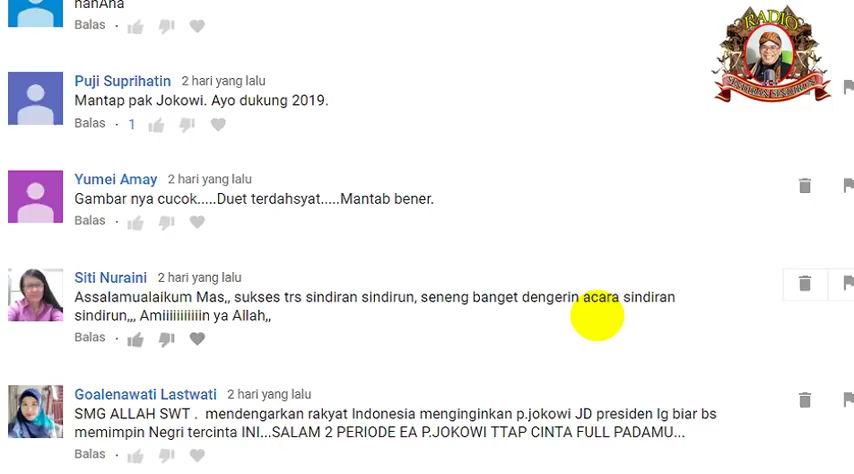 hahAha
Balas
RADIO
SINDIRAN SINDIRUN
Puji Suprihatin 2 hari yang lalu
Mantap pak Jokowi. Ayo dukung 2019.
Balas · 1
Yumei Amay 2 hari yang lalu
Gambar nya cucok.....Duet terdahsyat.....Mantab bener.
Balas ·
Siti Nuraini 2 hari yang lalu
Assalamualaikum Mas,, sukses trs sindiran sindirun, seneng banget dengerin acara sindiran
sindirun,,, Amiiiiiiiiiiin ya Allah,,
Balas ·
Goalenawati Lastwati 2 hari yang lalu
SMG ALLAH SWT . mendengarkan rakyat Indonesia menginginkan p.jokowi JD presiden lg biar bs
memimpin Negri tercinta INI...SALAM 2 PERIODE EA P.JOKOWI TTAP CINTA FULL PADAMU...
Balas ·